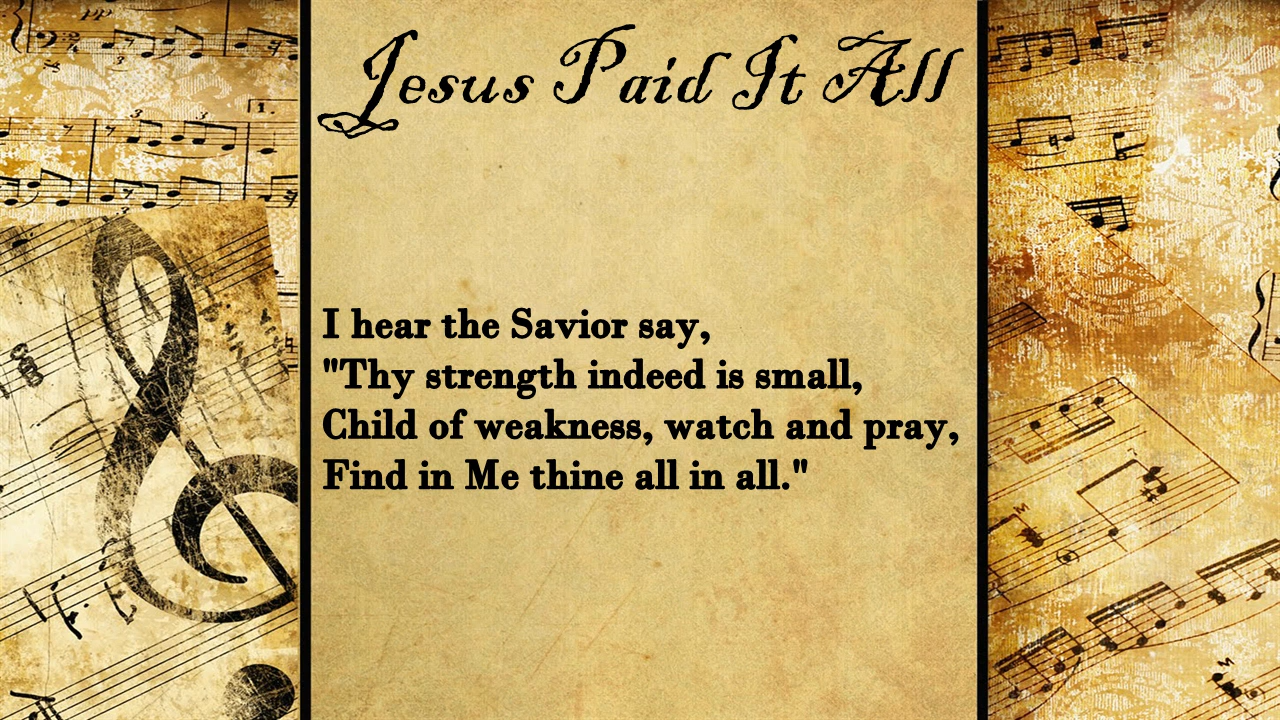 Jesus Paid It All
I hear the Savior say,
"Thy strength indeed is small,
Child of weakness, watch and pray,
Find in Me thine all in all."